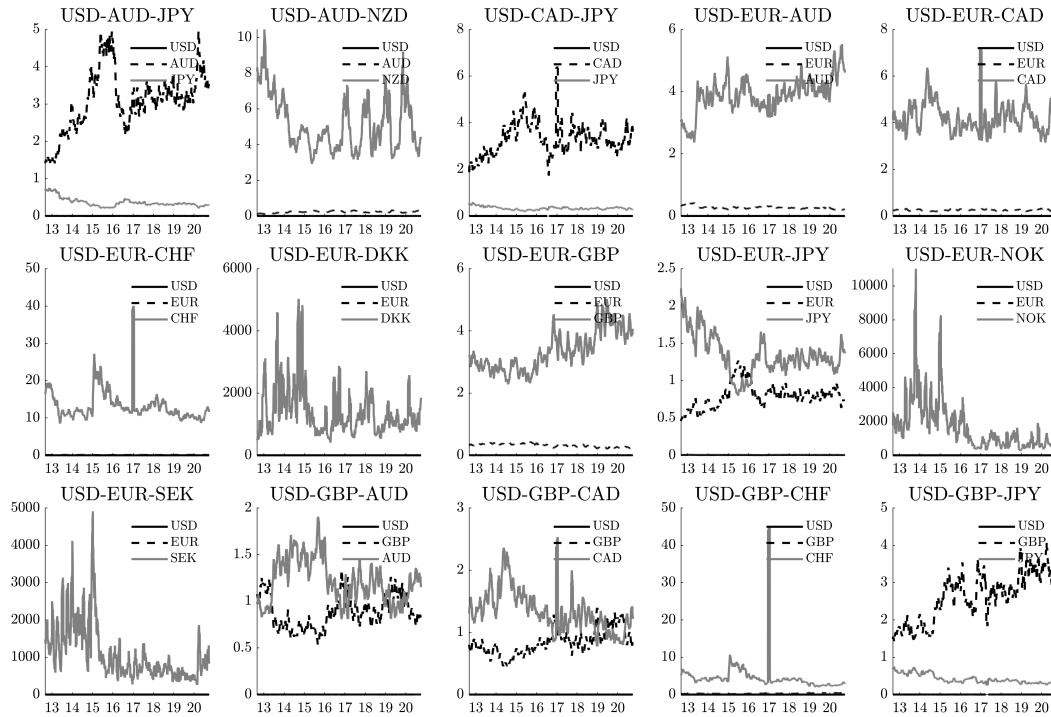 USD-AUD-JPY
USD
AUD
JPY
5
4
3
2
1
0
13 14 15 16 17 18 19 20
USD-AUD-NZD
USD
AUD
NZD
10
8
6
4
2
0
13 14 15 16 17 18 19 20
USD-CAD-JPY
USD
CAD
JPY
8
6
4
2
0
13 14 15 16 17 18 19 20
USD-EUR-AUD
USD
EUR
AUD
6
4
2
0
13 14 15 16 17 18 19 20
USD-EUR-CAD
USD
EUR
CAD
8
6
4
2
0
13 14 15 16 17 18 19 20
USD-EUR-CHF
USD
EUR
CHF
50
40
30
20
10
0
13 14 15 16 17 18 19 20
USD-EUR-DKK
USD
EUR
DKK
6000
4000
2000
0
13 14 15 16 17 18 19 20
USD-EUR-GBP
USD
EUR
GBP
6
4
2
0
13 14 15 16 17 18 19 20
USD-EUR-JPY
USD
EUR
JPY
2.5
2
1.5
1
0.5
0
13 14 15 16 17 18 19 20
USD-EUR-NOK
USD
EUR
NOK
10000
8000
6000
4000
2000
0
13 14 15 16 17 18 19 20
USD-EUR-SEK
USD
EUR
SEK
5000
4000
3000
2000
1000
0
13 14 15 16 17 18 19 20
USD-GBP-AUD
USD
GBP
AUD
2
1.5
1
0.5
0
13 14 15 16 17 18 19 20
USD-GBP-CAD
USD
GBP
CAD
3
2
1
0
13 14 15 16 17 18 19 20
USD-GBP-CHF
USD
GBP
CHF
50
40
30
20
10
0
13 14 15 16 17 18 19 20
USD-GBP-JPY
USD
GBP
JPY
5
4
3
2
1
0
13 14 15 16 17 18 19 20